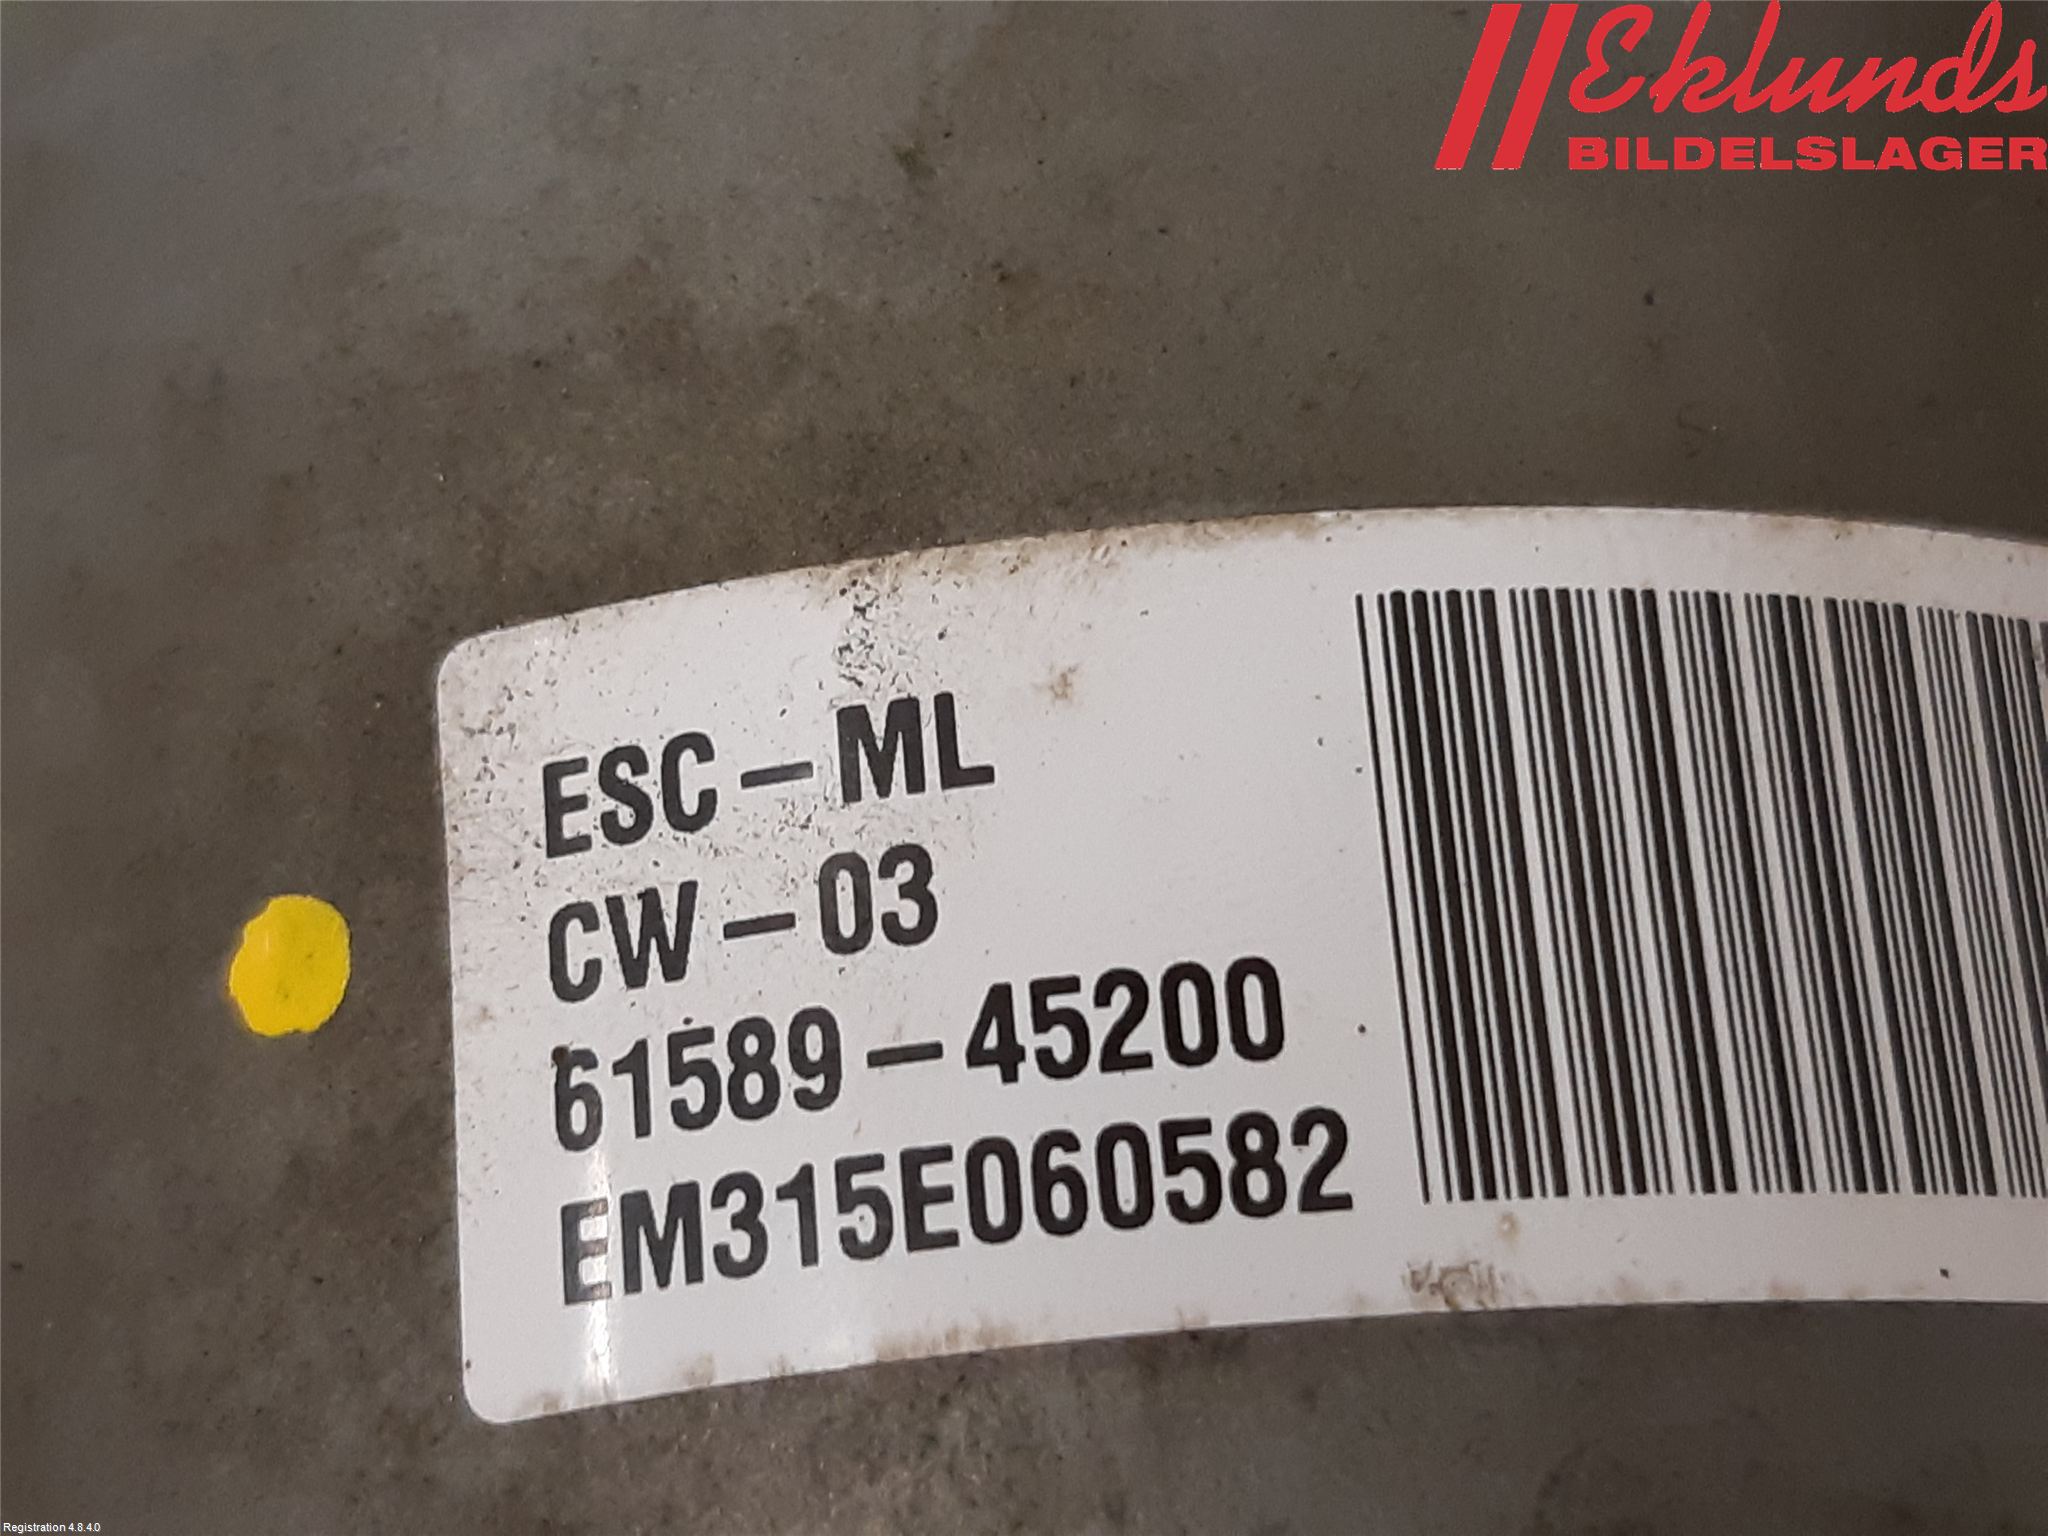 Eklunds
BILDELSLAGER
ESC-ML
CW-03
61589-45200
EM315E060582
Registration 4.8.4.0